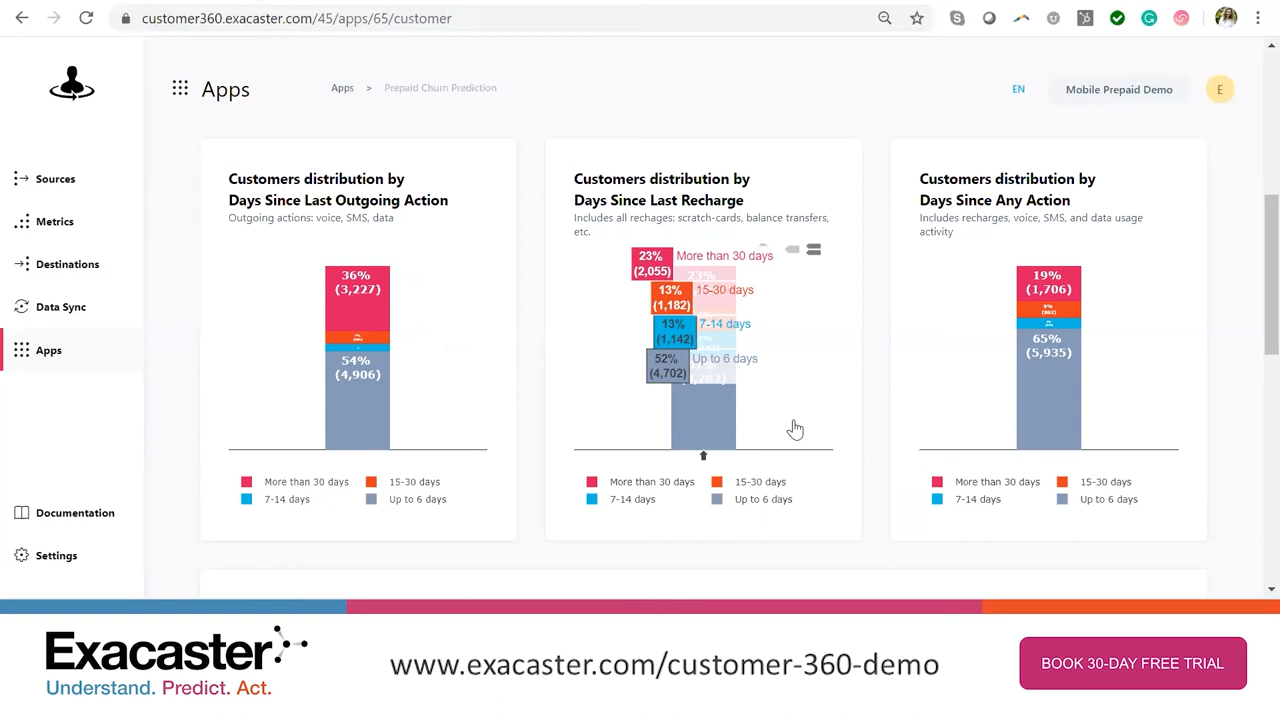 customer360.exacaster.com/45/apps/65/customer
Apps
Apps > Prepaid Churn Prediction
EN
Mobile Prepaid Demo
E
Sources
Metrics
Destinations
Data Sync
Apps
Documentation
Settings
Customers distribution by
Days Since Last Outgoing Action
Outgoing actions: voice, SMS, data
36%
(3,227)
54%
(4,906)
More than 30 days
15-30 days
7-14 days
Up to 6 days
Customers distribution by
Days Since Last Recharge
Includes all rechages: scratch-cards, balance transfers,
etc.
23%
(2,055)
More than 30 days
23%
13%
(1,182)
15-30 days
13%
(1,142)
7-14 days
52%
(4,702)
Up to 6 days
More than 30 days
15-30 days
7-14 days
Up to 6 days
Customers distribution by
Days Since Any Action
Includes recharges, voice, SMS, and data usage
activity
19%
(1,706)
65%
(5,935)
More than 30 days
15-30 days
7-14 days
Up to 6 days
Exacaster
Understand. Predict. Act.
www.exacaster.com/customer-360-demo
BOOK 30-DAY FREE TRIAL